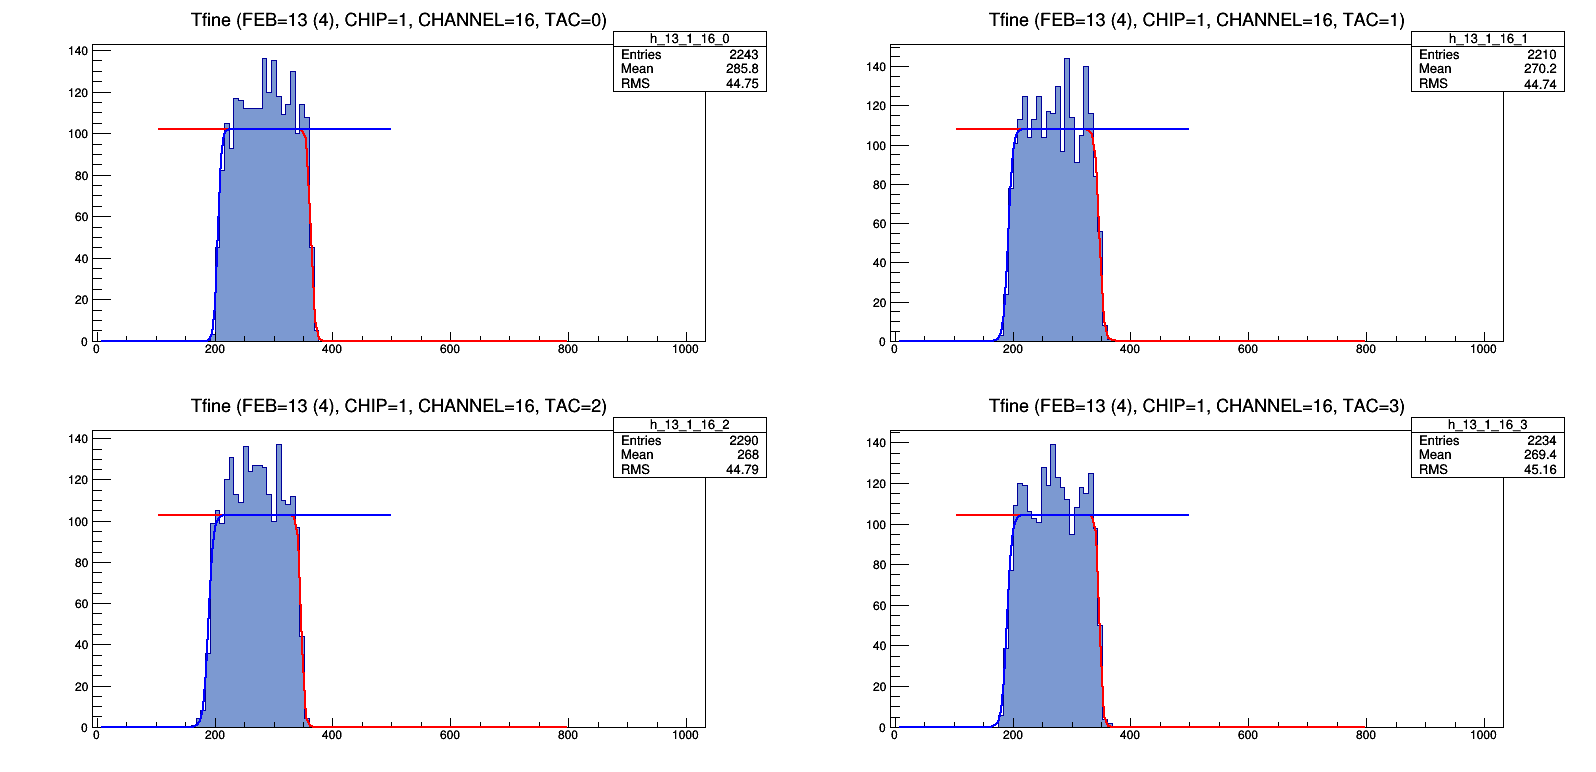 Tfine (FEB=13 (4), CHIP=1, CHANNEL=16, TAC=0)
h_13_1_16_0
Entries 2243
Mean 285.8
RMS 44.75
140
120
100
80
60
40
20
0
0 200 400 600 800 1000
Tfine (FEB=13 (4), CHIP=1, CHANNEL=16, TAC=1)
h_13_1_16_1
Entries 2210
Mean 270.2
RMS 44.74
140
120
100
80
60
40
20
0
0 200 400 600 800 1000
Tfine (FEB=13 (4), CHIP=1, CHANNEL=16, TAC=2)
h_13_1_16_2
Entries 2290
Mean 268
RMS 44.79
140
120
100
80
60
40
20
0
0 200 400 600 800 1000
Tfine (FEB=13 (4), CHIP=1, CHANNEL=16, TAC=3)
h_13_1_16_3
Entries 2234
Mean 269.4
RMS 45.16
140
120
100
80
60
40
20
0
0 200 400 600 800 1000